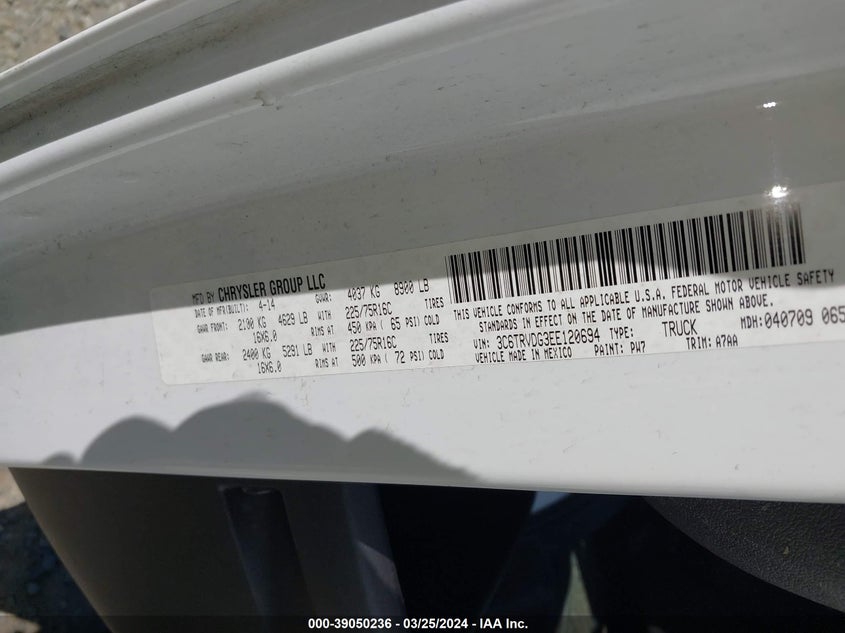 MFD BY CHRYSLER GROUP LLC
DATE OF MFR(BUILT): 4-14 GVWR: 4037 KG 8900 LB
GAWR FRONT: 2100 KG 4629 LB WITH 225/75R16C TIRES
16X6.0 RIMS AT 450 KPA ( 65 PSI) COLD
GAWR REAR: 2400 KG 5291 LB WITH 225/75R16C TIRES
16X6.0 RIMS AT 500 KPA ( 72 PSI) COLD
THIS VEHICLE CONFORMS TO ALL APPLICABLE U.S.A. FEDERAL MOTOR VEHICLE SAFETY
STANDARDS IN EFFECT ON THE DATE OF MANUFACTURE SHOWN ABOVE.
VIN: 3C6TRVDG3EE120694 TYPE: TRUCK MDH:040709 065
VEHICLE MADE IN MEXICO PAINT: PW7 TRIM: A7AA
000-39050236 - 03/25/2024 - IAA Inc.